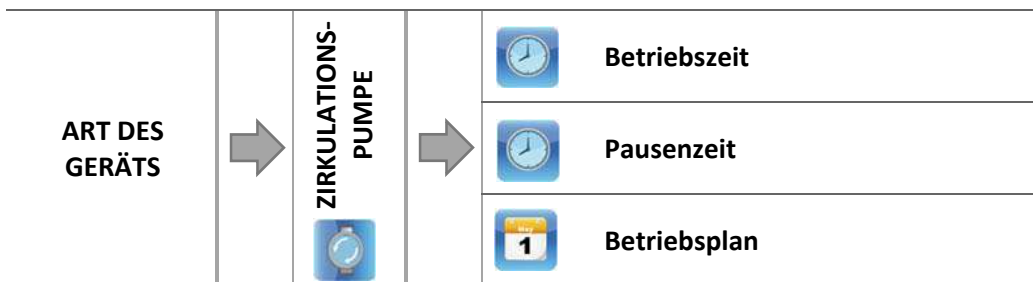 ART DES
GERÄTS
ZIRKULATIONS-
PUMPE
Betriebszeit
Pausenzeit
May
1
Betriebsplan